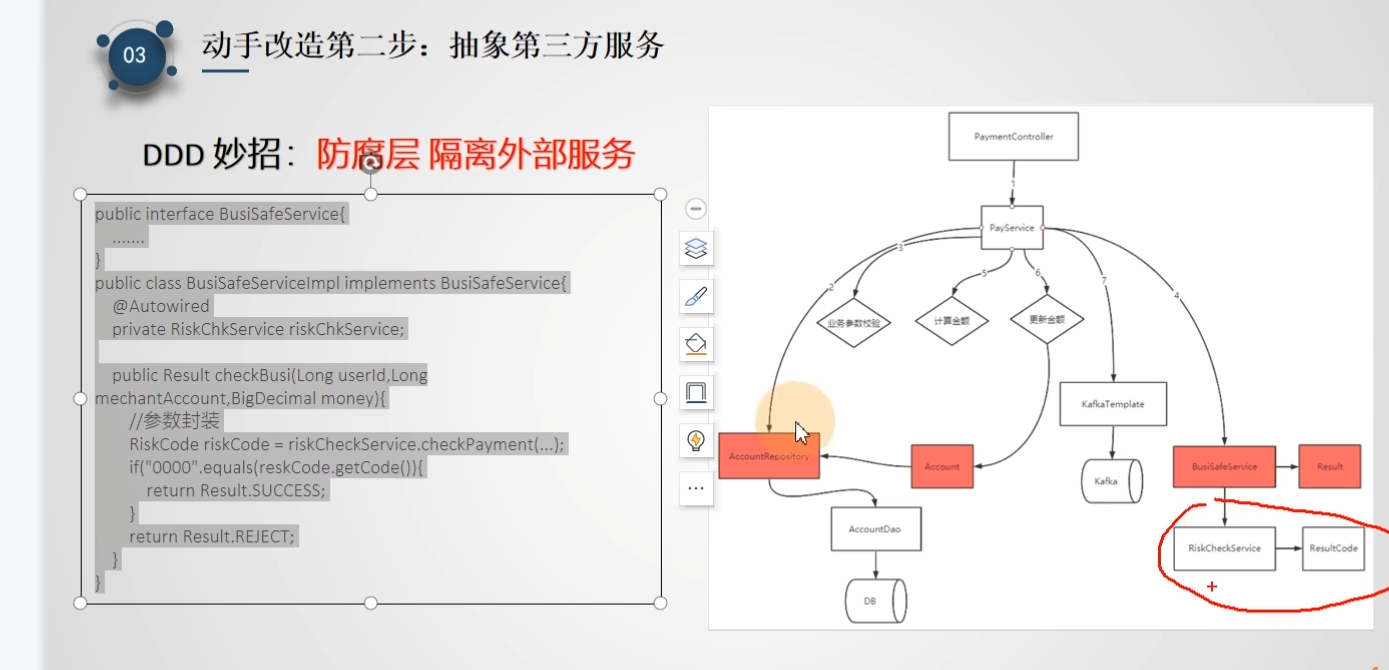 03
动手改造第二步：抽象第三方服务
DDD 妙招：防腐层 隔离外部服务
public interface BusiSafeService{
.......
}
public class BusiSafeServiceImpl implements BusiSafeService{
@Autowired
private RiskChkService riskChkService;
public Result checkBusi(Long userId,Long
mechantAccount,BigDecimal money){
//参数封装
RiskCode riskCode = riskCheckService.checkPayment(...);
if("0000".equals(reskCode.getCode()){
return Result.SUCCESS;
}
return Result.REJECT;
}
}
PaymentController
1
PayService
3
2
5
6
7
4
业务参数校验
计算金额
更新金额
KafkaTemplate
AccountRepository
Account
BusiSafeService
Result
Kafka
AccountDao
RiskCheckService
ResultCode
DB